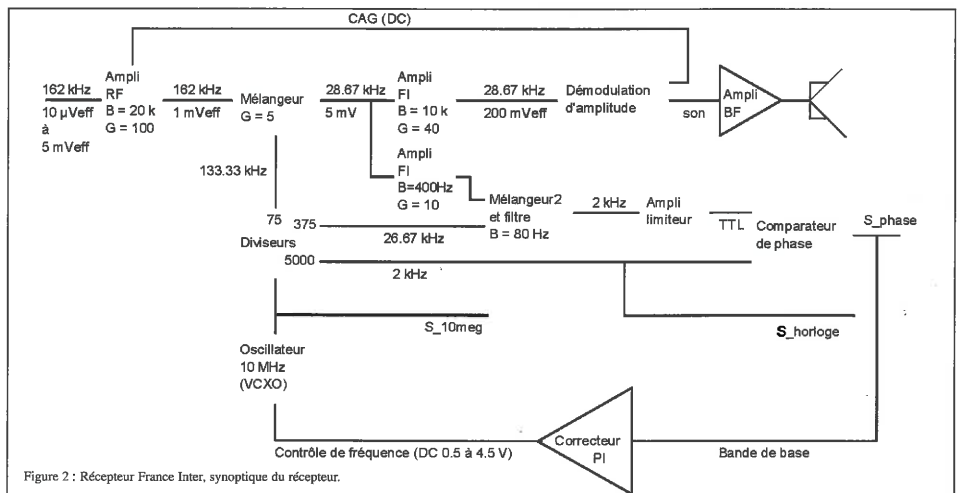 CAG (DC)
162 kHz
10 µVeff
à
5 mVeff
Ampli
RF
B = 20 k
G = 100
162 kHz
1 mVeff
Mélangeur
G = 5
28.67 kHz
5 mV
Ampli
FI
B = 10 k
G = 40
28.67 kHz
200 mVeff
Démodulation
d'amplitude
son
Ampli
BF
133.33 kHz
Ampli
FI
B=400Hz
G = 10
Mélangeur2
et filtre
B = 80 Hz
2 kHz
Ampli
limiteur
TTL
Comparateur
de phase
S_phase
75
375
Diviseurs
5000
26.67 kHz
2 kHz
S_10meg
S_horloge
Oscillateur
10 MHz
(VCXO)
Contrôle de fréquence (DC 0.5 à 4.5 V)
Correcteur
PI
Bande de base
Figure 2 : Récepteur France Inter, synoptique du récepteur.